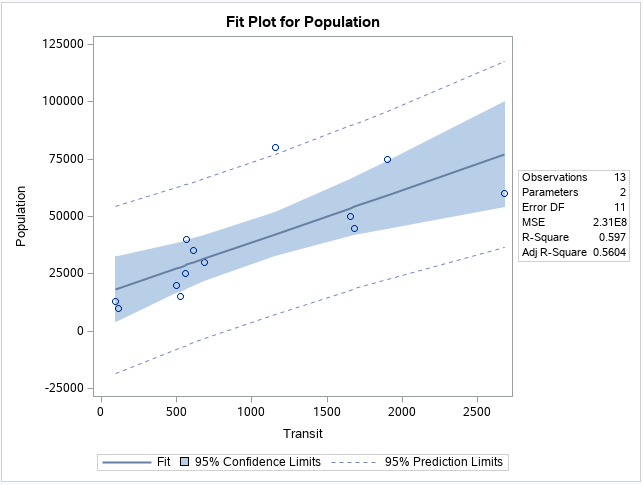 Fit Plot for Population
125000
100000
75000
50000
25000
0
-25000
Population
0 500 1000 1500 2000 2500
Transit
Observations 13
Parameters 2
Error DF 11
MSE 2.31E8
R-Square 0.597
Adj R-Square 0.5604
Fit 95% Confidence Limits 95% Prediction Limits